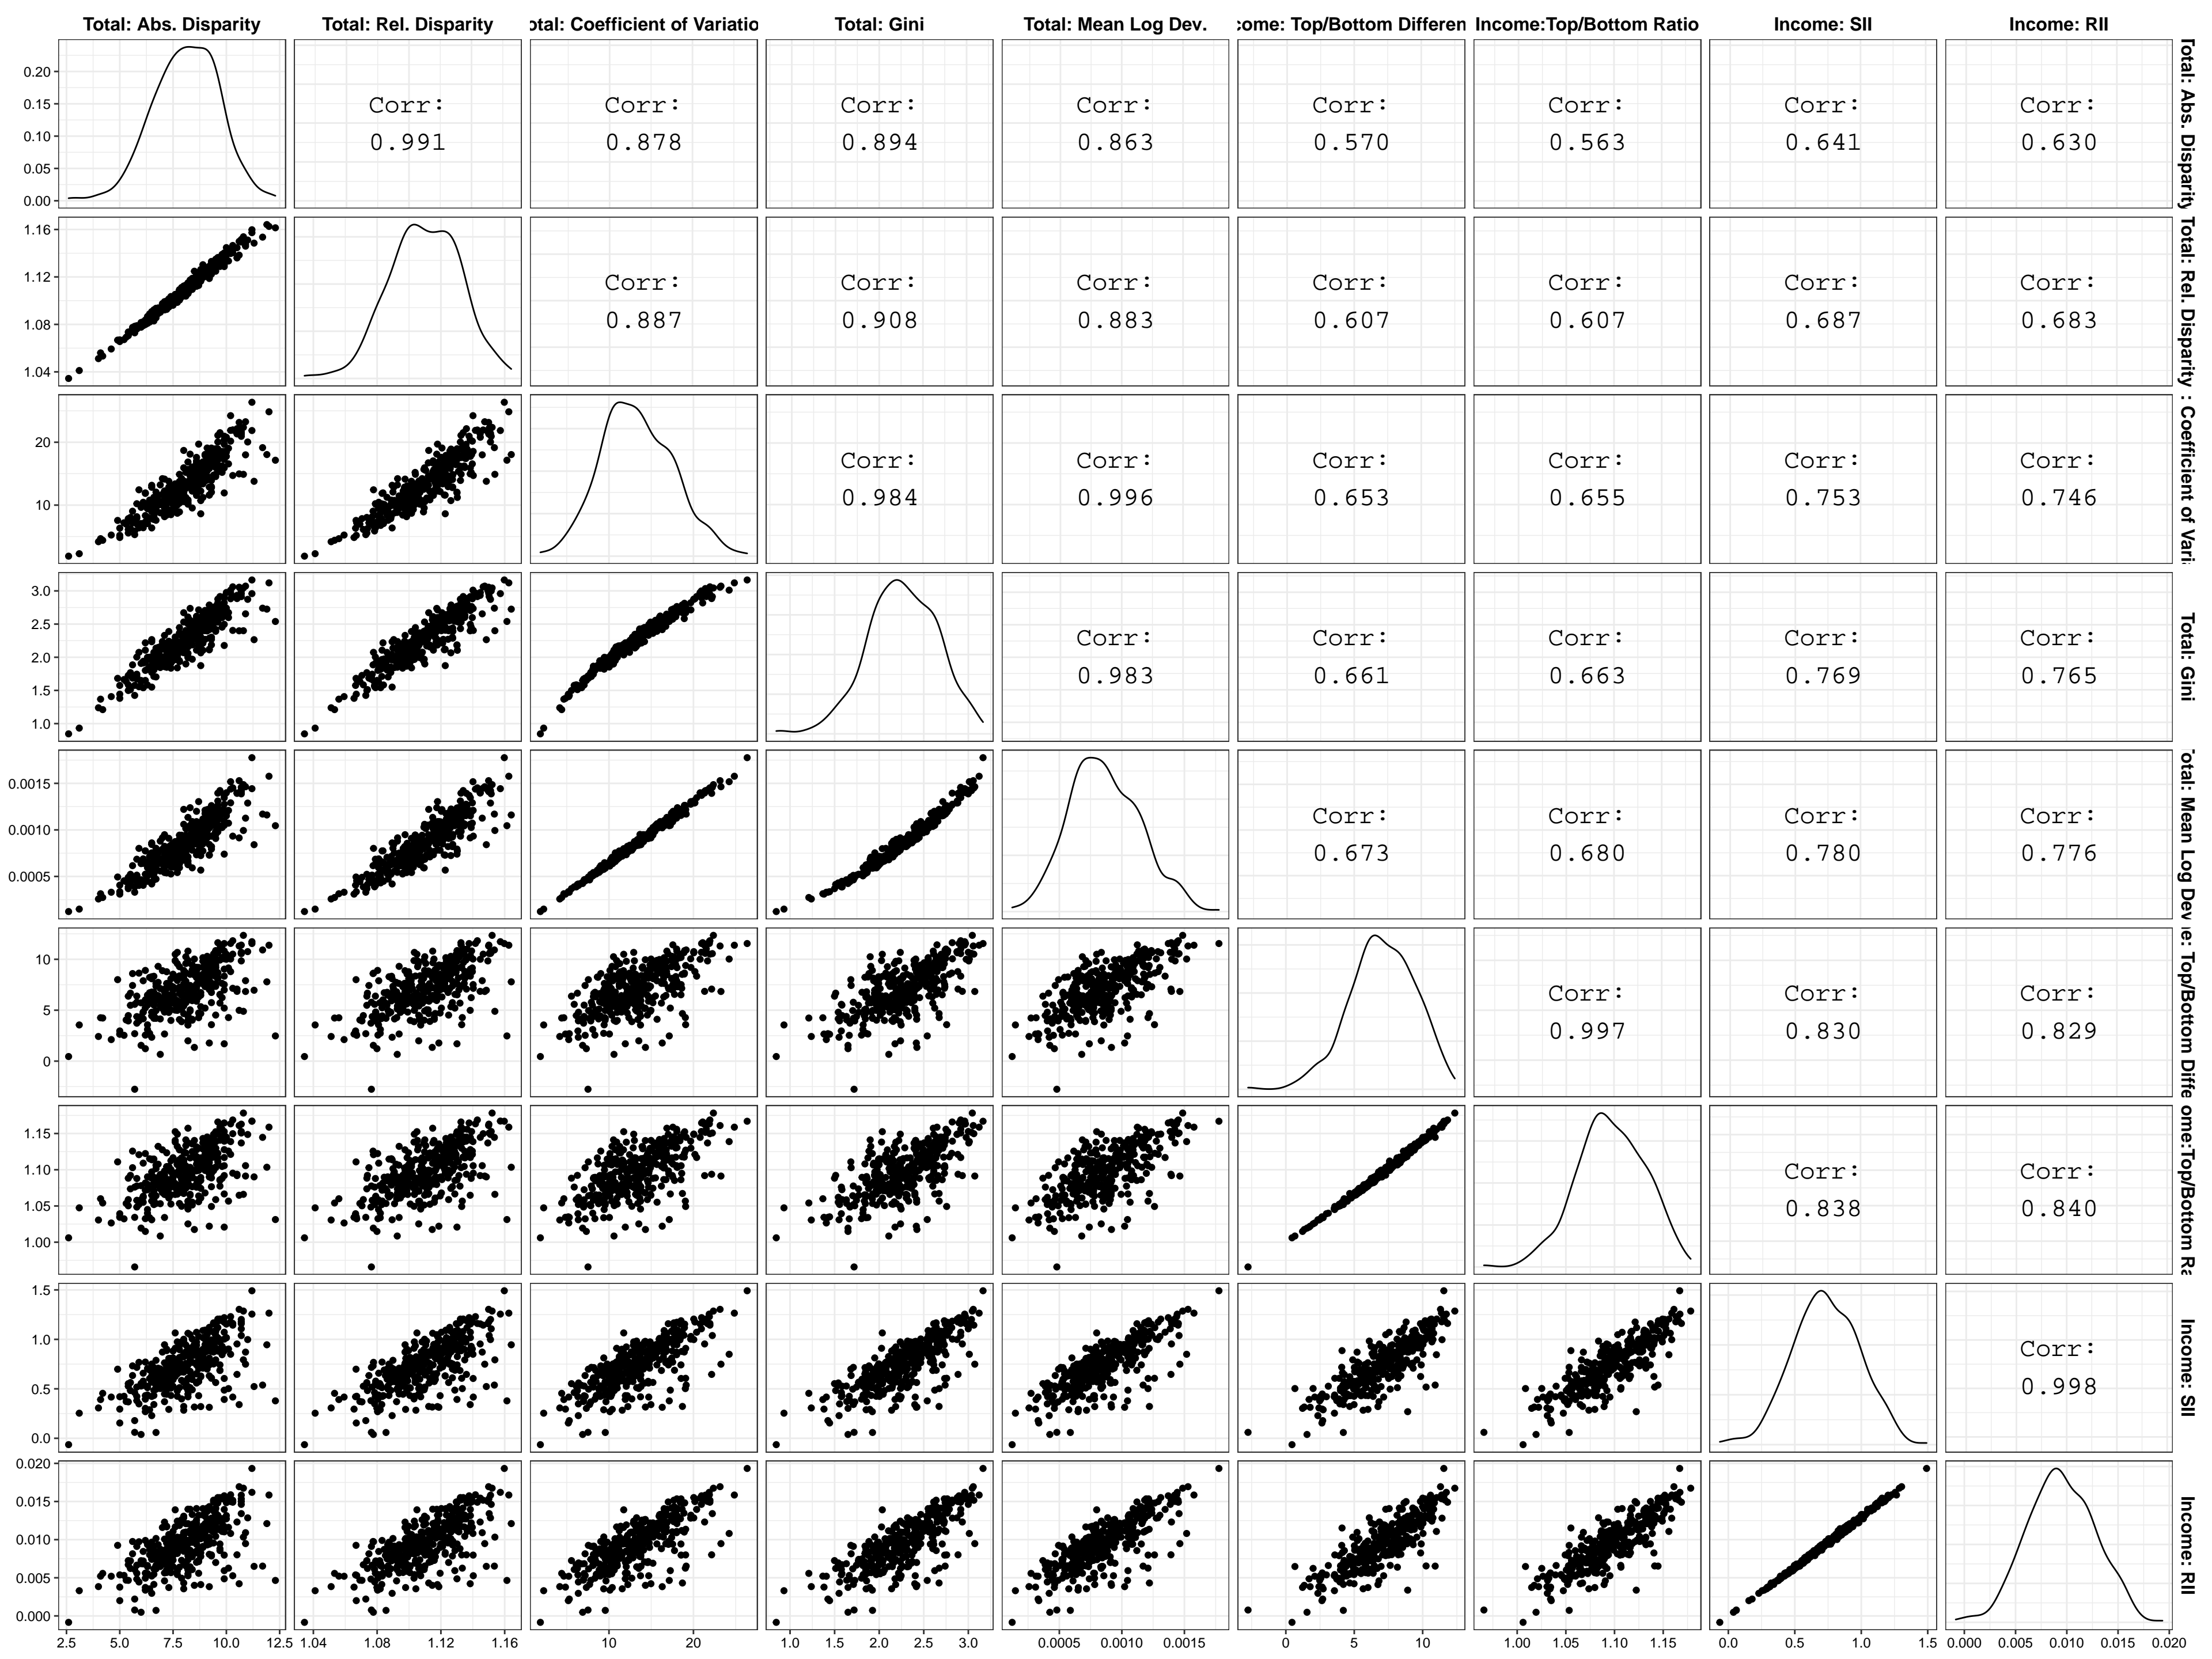 Total: Abs. Disparity
Total: Rel. Disparity
otal: Coefficient of Variatio
Total: Gini
Total: Mean Log Dev.
come: Top/Bottom Differen
Income:Top/Bottom Ratio
Income: SII
Income: RII
0.20
0.15
0.10
0.05
0.00
Corr:
0.991
Corr:
0.878
Corr:
0.894
Corr:
0.863
Corr:
0.570
Corr:
0.563
Corr:
0.641
Corr:
0.630
Total: Abs. Disparity
1.16
1.12
1.08
1.04
Corr:
0.887
Corr:
0.908
Corr:
0.883
Corr:
0.607
Corr:
0.607
Corr:
0.687
Corr:
0.683
Total: Rel. Disparity
20
10
Corr:
0.984
Corr:
0.996
Corr:
0.653
Corr:
0.655
Corr:
0.753
Corr:
0.746
: Coefficient of Vari
3.0
2.5
2.0
1.5
1.0
Corr:
0.983
Corr:
0.661
Corr:
0.663
Corr:
0.769
Corr:
0.765
Total: Gini
0.0015
0.0010
0.0005
Corr:
0.673
Corr:
0.680
Corr:
0.780
Corr:
0.776
otal: Mean Log Dev
10
5
0
Corr:
0.997
Corr:
0.830
Corr:
0.829
e: Top/Bottom Diffe
1.15
1.10
1.05
1.00
Corr:
0.838
Corr:
0.840
ome:Top/Bottom Ra
1.5
1.0
0.5
0.0
Corr:
0.998
Income: SII
0.020
0.015
0.010
0.005
0.000
Income: RII
2.5 5.0 7.5 10.0 12.5
1.04 1.08 1.12 1.16
10 20
1.0 1.5 2.0 2.5 3.0
0.0005 0.0010 0.0015
0 5 10
1.00 1.05 1.10 1.15
0.0 0.5 1.0 1.5
0.000 0.005 0.010 0.015 0.020